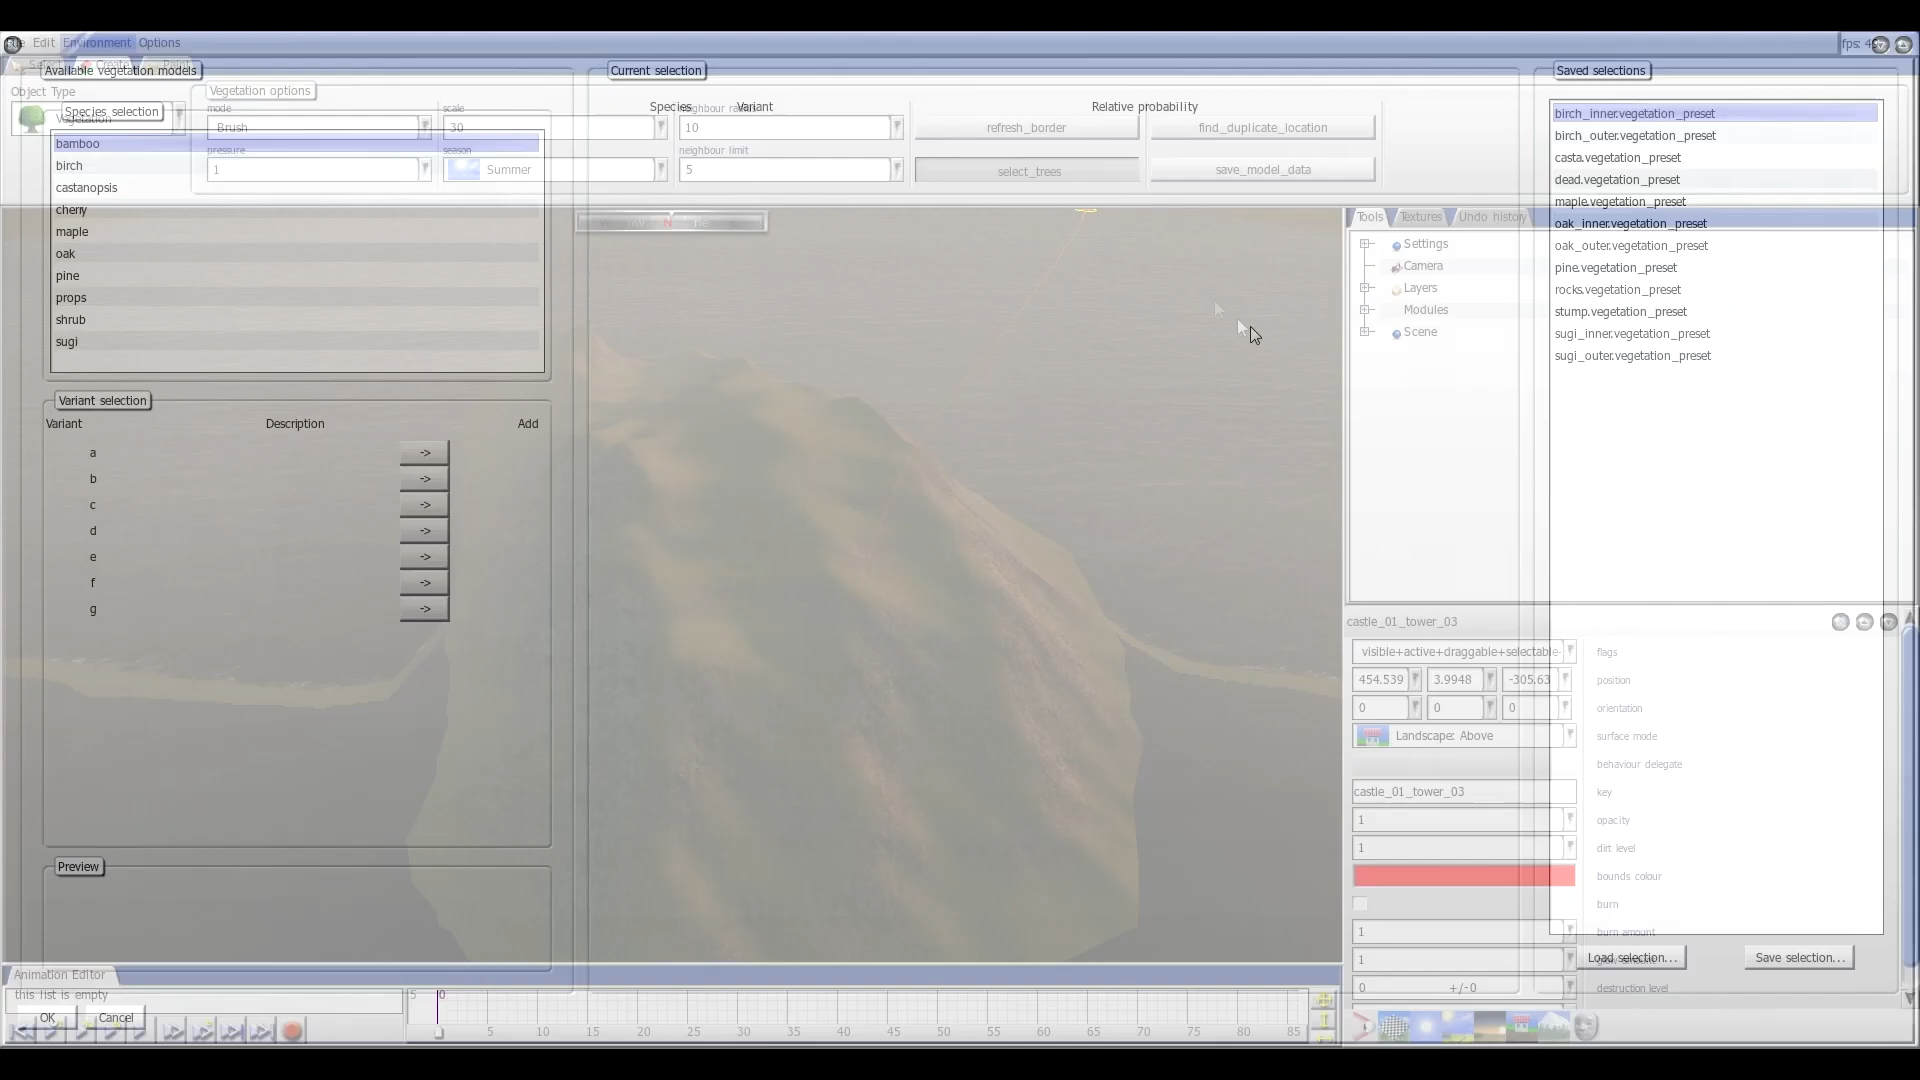 Edit Environment Options
fps:
Create
Available vegetation models
Current selection
Saved selections
Object Type
Vegetation options
Species selection
Vegetation
mode
scale
Species
Variant
neighbour
Relative probability
Brush
30
10
refresh_border
find_duplicate_location
pressure
season
neighbour limit
1
Summer
5
select_trees
save_model_data
bamboo
birch
castanopsis
cherry
maple
oak
pine
props
shrub
sugi
birch_inner.vegetation_preset
birch_outer.vegetation_preset
casta.vegetation_preset
dead.vegetation_preset
maple.vegetation_preset
oak_inner.vegetation_preset
oak_outer.vegetation_preset
pine.vegetation_preset
rocks.vegetation_preset
stump.vegetation_preset
sugi_inner.vegetation_preset
sugi_outer.vegetation_preset
N
Tools Textures Undo history
Settings
Camera
Layers
Modules
Scene
Variant selection
Variant Description Add
a ->
b ->
c ->
d ->
e ->
f ->
g ->
Preview
castle_01_tower_03
visible+active+draggable+selectable- flags
454.539 3.9948 -305.63 position
0 0 0 orientation
Landscape: Above surface mode
behaviour delegate
castle_01_tower_03 key
1 opacity
1 dirt level
bounds colour
burn
1 burn amount
1
Load selection...
Save selection...
0 +/-0 destruction level
Animation Editor
this list is empty
OK Cancel
5 0
5 10 15 20 25 30 35 40 45 50 55 60 65 70 75 80 85